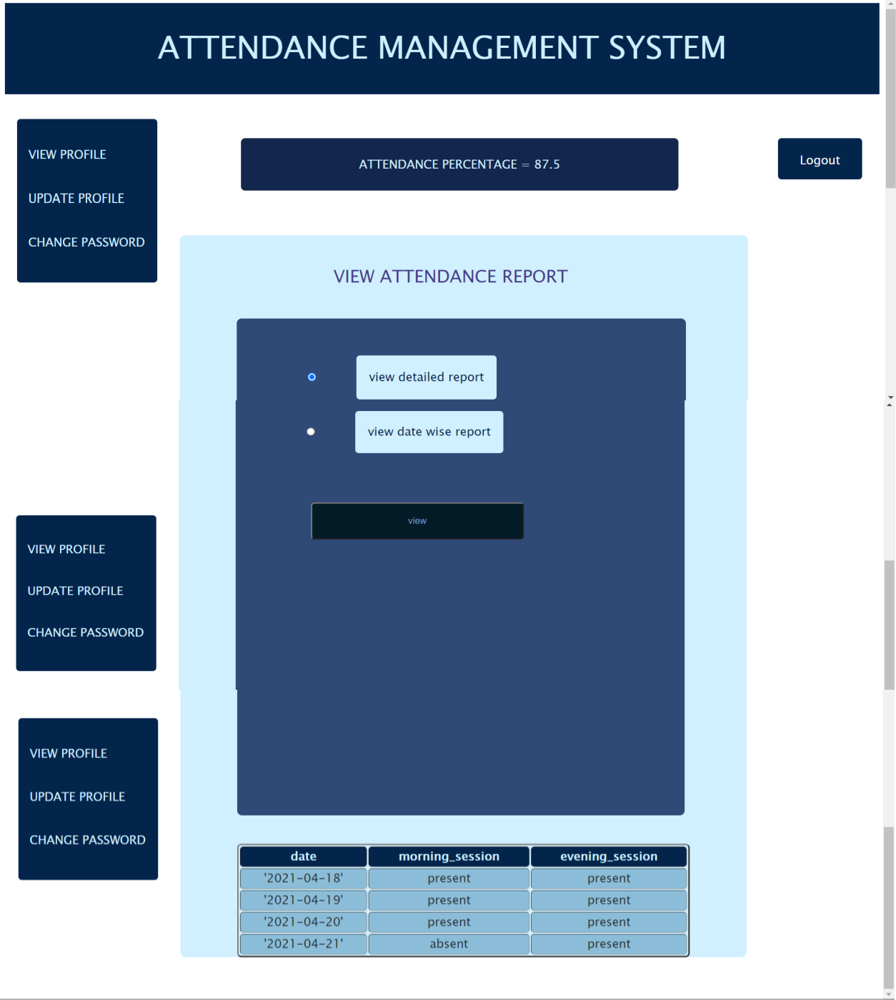 ATTENDANCE MANAGEMENT SYSTEM
VIEW PROFILE
UPDATE PROFILE
CHANGE PASSWORD
ATTENDANCE PERCENTAGE = 87.5
Logout
VIEW ATTENDANCE REPORT
view detailed report
view date wise report
view
VIEW PROFILE
UPDATE PROFILE
CHANGE PASSWORD
VIEW PROFILE
UPDATE PROFILE
CHANGE PASSWORD
date morning_session evening_session
'2021-04-18' present present
'2021-04-19' present present
'2021-04-20' present present
'2021-04-21' absent present